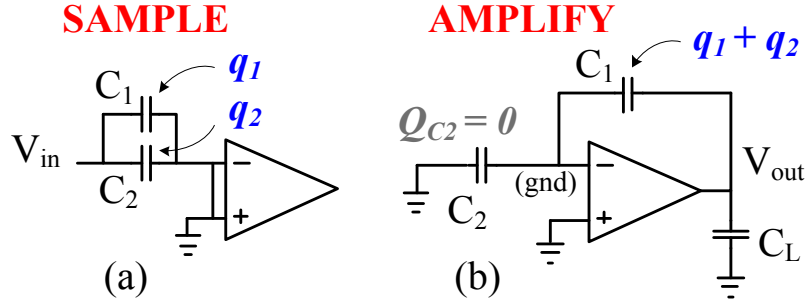 SAMPLE
q1
C1
q2
Vin
C2
−
+
(a)
AMPLIFY
q1 + q2
C1
QC2 = 0
−
(gnd)
Vout
C2
+
CL
(b)